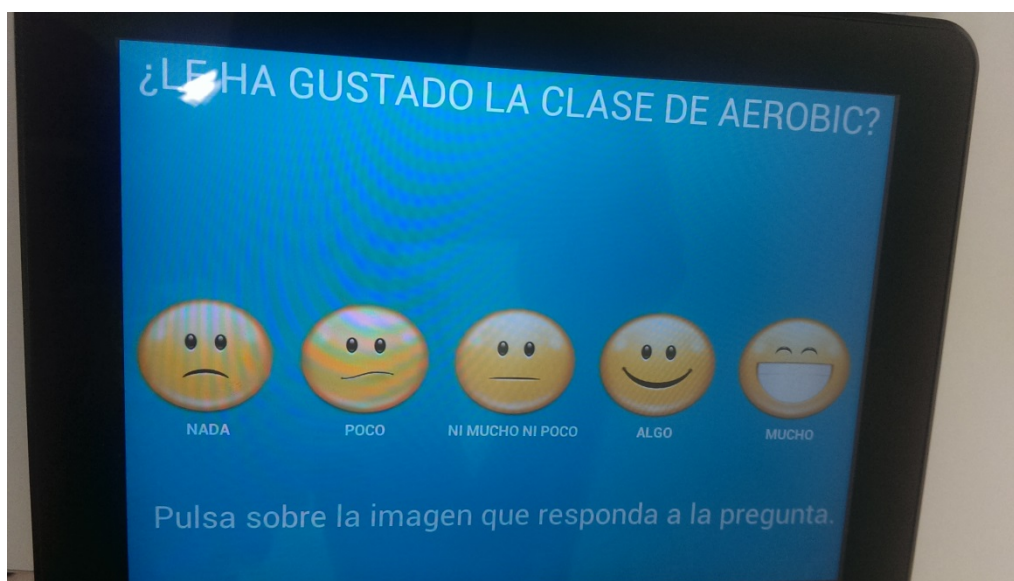 ¿LE HA GUSTADO LA CLASE DE AEROBIC?
NADA POCO NI MUCHO NI POCO ALGO MUCHO
Pulsa sobre la imagen que responda a la pregunta.